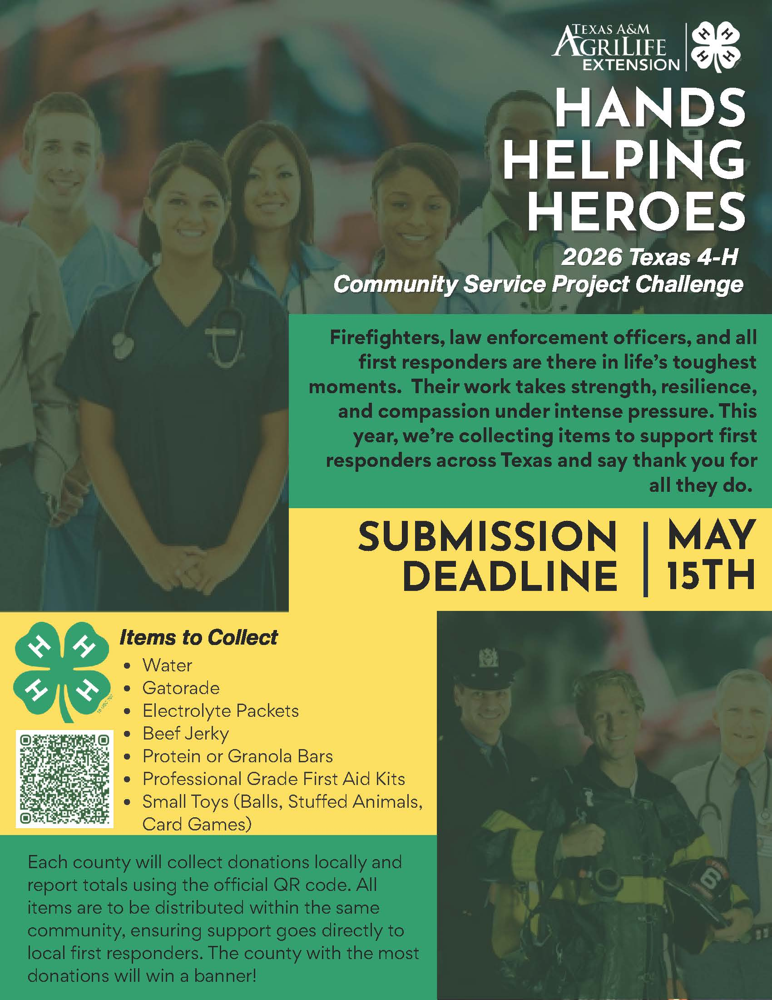 TEXAS A&M
AGRILIFE
EXTENSION
H H
H H
HANDS
HELPING
HEROES
2026 Texas 4-H
Community Service Project Challenge
Firefighters, law enforcement officers, and all
first responders are there in life's toughest
moments.  Their work takes strength, resilience,
and compassion under intense pressure. This
year, we're collecting items to support first
responders across Texas and say thank you for
all they do.
SUBMISSION
DEADLINE
MAY
15TH
H H
H H
18 USC 707
Items to Collect
• Water
• Gatorade
• Electrolyte Packets
• Beef Jerky
• Protein or Granola Bars
• Professional Grade First Aid Kits
• Small Toys (Balls, Stuffed Animals,
Card Games)
6
Each county will collect donations locally and
report totals using the official QR code. All
items are to be distributed within the same
community, ensuring support goes directly to
local first responders. The county with the most
donations will win a banner!